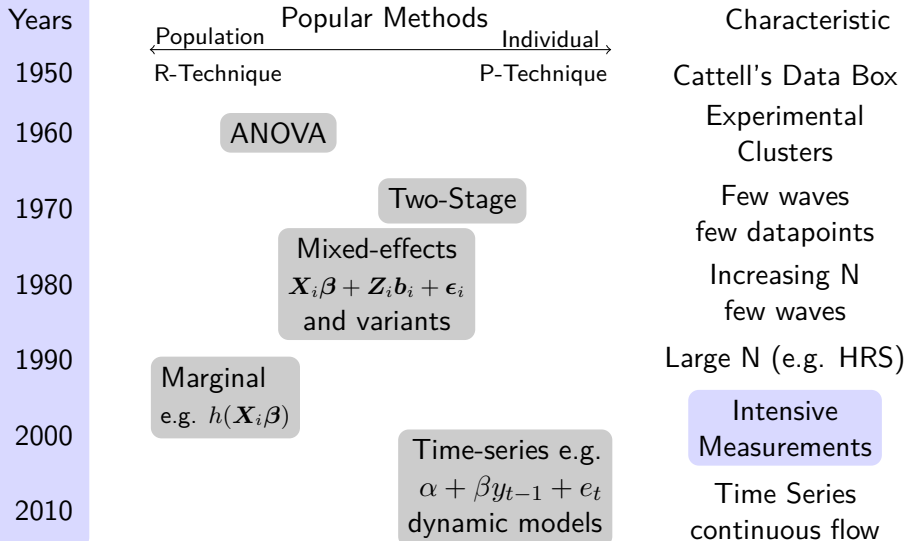 Years
Popular Methods
Characteristic
Population
Individual
1950
R-Technique
P-Technique
Cattell's Data Box
1960
ANOVA
Experimental
Clusters
1970
Two-Stage
Few waves
few datapoints
1980
Mixed-effects
X_iβ + Z_ib_i + ϵ_i
and variants
Increasing N
few waves
1990
Large N (e.g. HRS)
Marginal
e.g. h(X_iβ)
2000
Intensive
Measurements
Time-series e.g.
α + βy_{t−1} + e_t
dynamic models
2010
Time Series
continuous flow